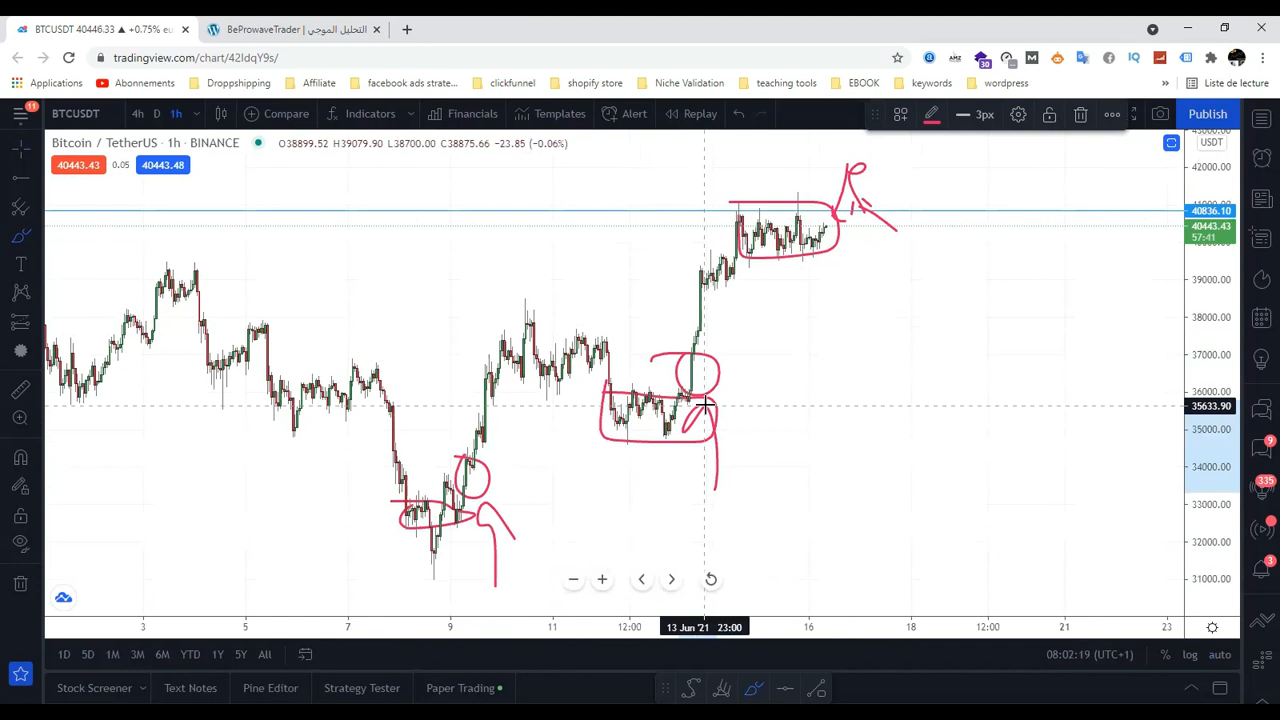 BTCUSDT 40446.33 ▲ +0.75% eu
BeProwaveTrader | التحليل الموجي
tradingview.com/chart/42IdqY9s/
30
Applications Abonnements Droppshipping Affiliate facebook ads strate... clickfunnel shopify store Niche Validation teaching tools EBOOK keywords wordpress » Liste de lecture
11
BTCUSDT 4h D 1h Compare Indicators Financials Templates Alert Replay 3px Publish
Bitcoin / TetherUS · 1h · BINANCE O38899.52 H39079.90 L38700.00 C38875.66 (-0.06%)
USDT
40443.43 0.05 40443.48
42000.00
40836.10
40443.43
57:41
39000.00
38000.00
37000.00
36000.00
35633.90
35000.00
34000.00
33000.00
32000.00
31000.00
9
335
3
3 5 7 9 11 12:00 13 Jun '21 23:00 16 18 12:00 21 23
1D 5D 1M 3M 6M YTD 1Y 5Y All 08:02:19 (UTC+1) % log auto
Stock Screener Text Notes Pine Editor Strategy Tester Paper Trading